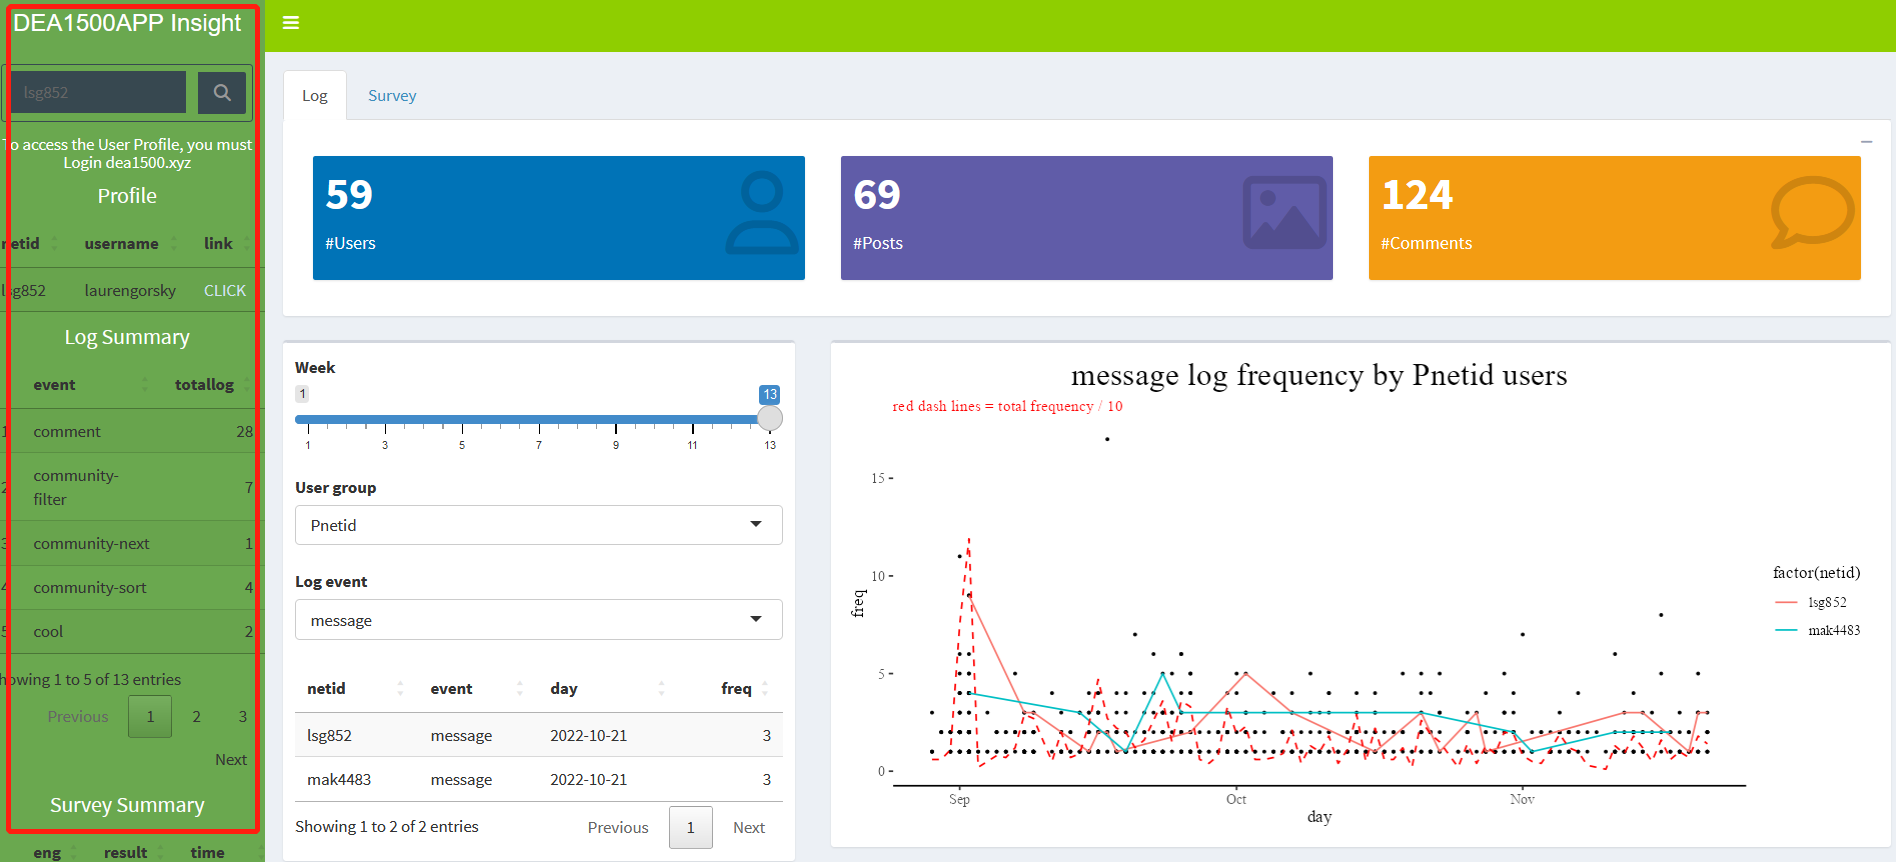 DEA1500APP Insight
lsg852
To access the User Profile, you must
Login dea1500.xyz
Profile
netid username link
lsg852 laurengorsky CLICK
Log Summary
event totallog
1 comment 28
2 community-
filter 7
3 community-next 1
4 community-sort 4
5 cool 2
Showing 1 to 5 of 13 entries
Previous 1 2 3
Next
Survey Summary
eng result time
Log Survey
59
#Users
69
#Posts
124
#Comments
Week
1 13
1 3 5 7 9 11 13
User group
Pnetid
Log event
message
netid event day freq
lsg852 message 2022-10-21 3
mak4483 message 2022-10-21 3
Showing 1 to 2 of 2 entries
Previous 1 Next
message log frequency by Pnetid users
red dash lines = total frequency / 10
15
10
5
0
freq
Sep Oct Nov
day
factor(netid)
lsg852
mak4483